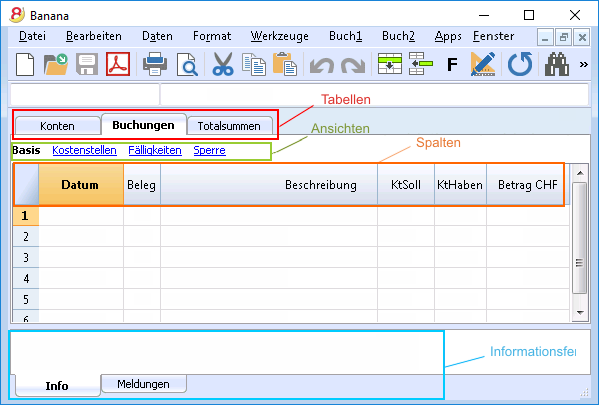 Banana
Datei Bearbeiten Daten Format Werkzeuge Buch1 Buch2 Apps Fenster
F
Tabellen
Konten Buchungen Totalsummen
Ansichten
Basis Kostenstellen Fälligkeiten Sperre
Spalten
Datum Beleg Beschreibung KtSoll KtHaben Betrag CHF
1
2
3
4
5
6
Informationsfen
Info Meldungen